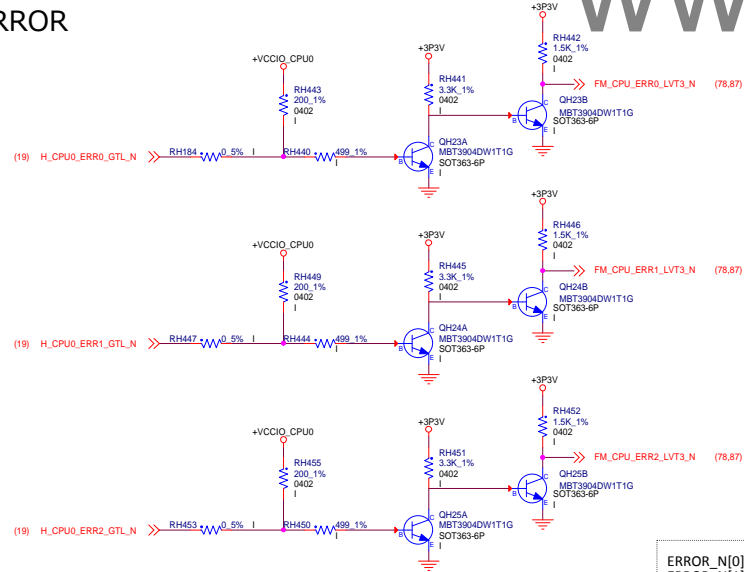 RROR
WW
+3P3V
RH442
1.5K_1%
0402
I
FM_CPU_ERR0_LVT3_N (78,87)
QH23B
MBT3904DW1T1G
SOT363-6P
I
C
B
E
+VCCIO_CPU0
RH443
200_1%
0402
I
+3P3V
RH441
3.3K_1%
0402
I
(19) H_CPU0_ERR0_GTL_N
RH184 0_5% I
RH440 499_1%
I
QH23A
MBT3904DW1T1G
SOT363-6P
I
C
B
E
+3P3V
RH446
1.5K_1%
0402
I
FM_CPU_ERR1_LVT3_N (78,87)
QH24B
MBT3904DW1T1G
SOT363-6P
I
C
B
E
+VCCIO_CPU0
RH449
200_1%
0402
I
+3P3V
RH445
3.3K_1%
0402
I
(19) H_CPU0_ERR1_GTL_N
RH447 0_5% I
RH444 499_1%
I
QH24A
MBT3904DW1T1G
SOT363-6P
I
C
B
E
+3P3V
RH452
1.5K_1%
0402
I
FM_CPU_ERR2_LVT3_N (78,87)
QH25B
MBT3904DW1T1G
SOT363-6P
I
C
B
E
+VCCIO_CPU0
RH455
200_1%
0402
I
+3P3V
RH451
3.3K_1%
0402
I
(19) H_CPU0_ERR2_GTL_N
RH453 0_5% I
RH450 499_1%
I
QH25A
MBT3904DW1T1G
SOT363-6P
I
C
B
E
ERROR_N[0]